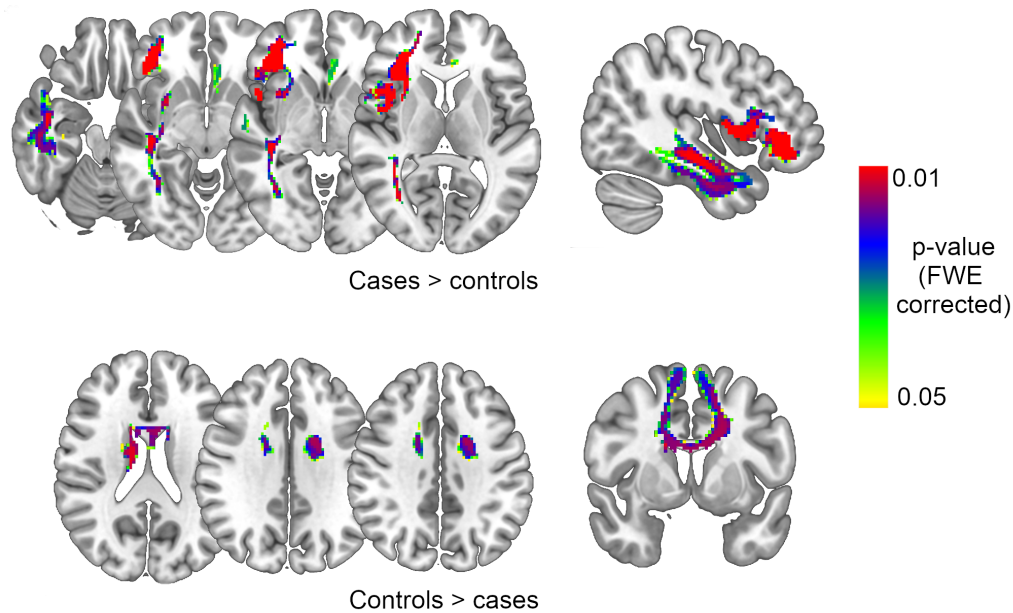 0.01
p-value
(FWE
corrected)
0.05
Cases > controls
Controls > cases